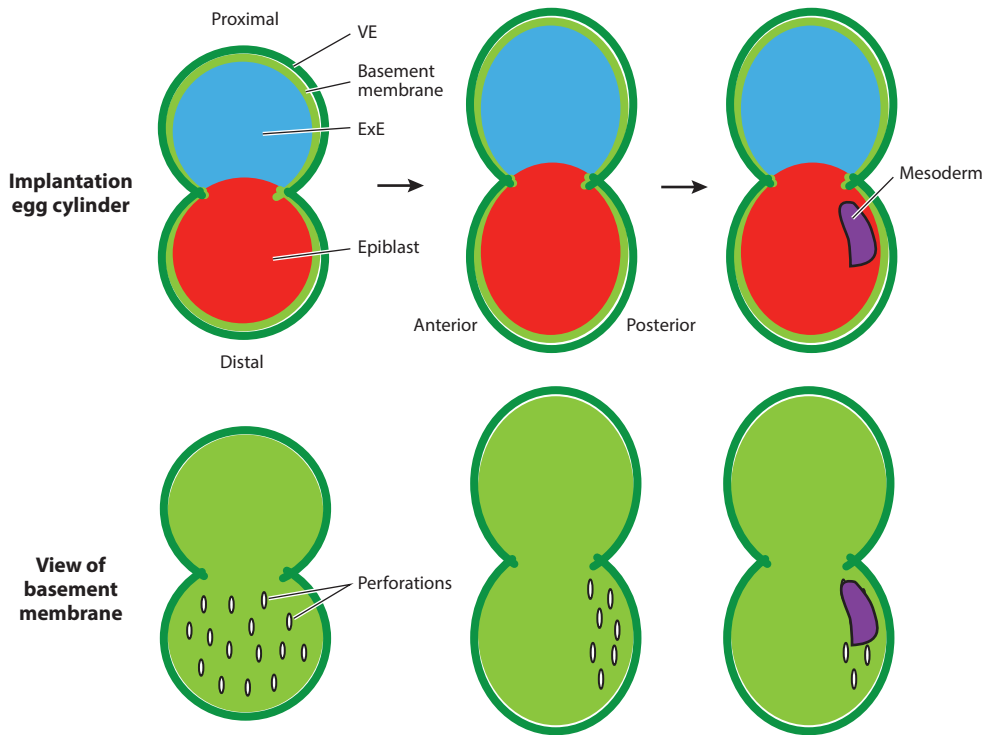 Proximal
VE
Basement
membrane
ExE
Implantation
egg cylinder
Mesoderm
Epiblast
Anterior
Posterior
Distal
View of
basement
membrane
Perforations